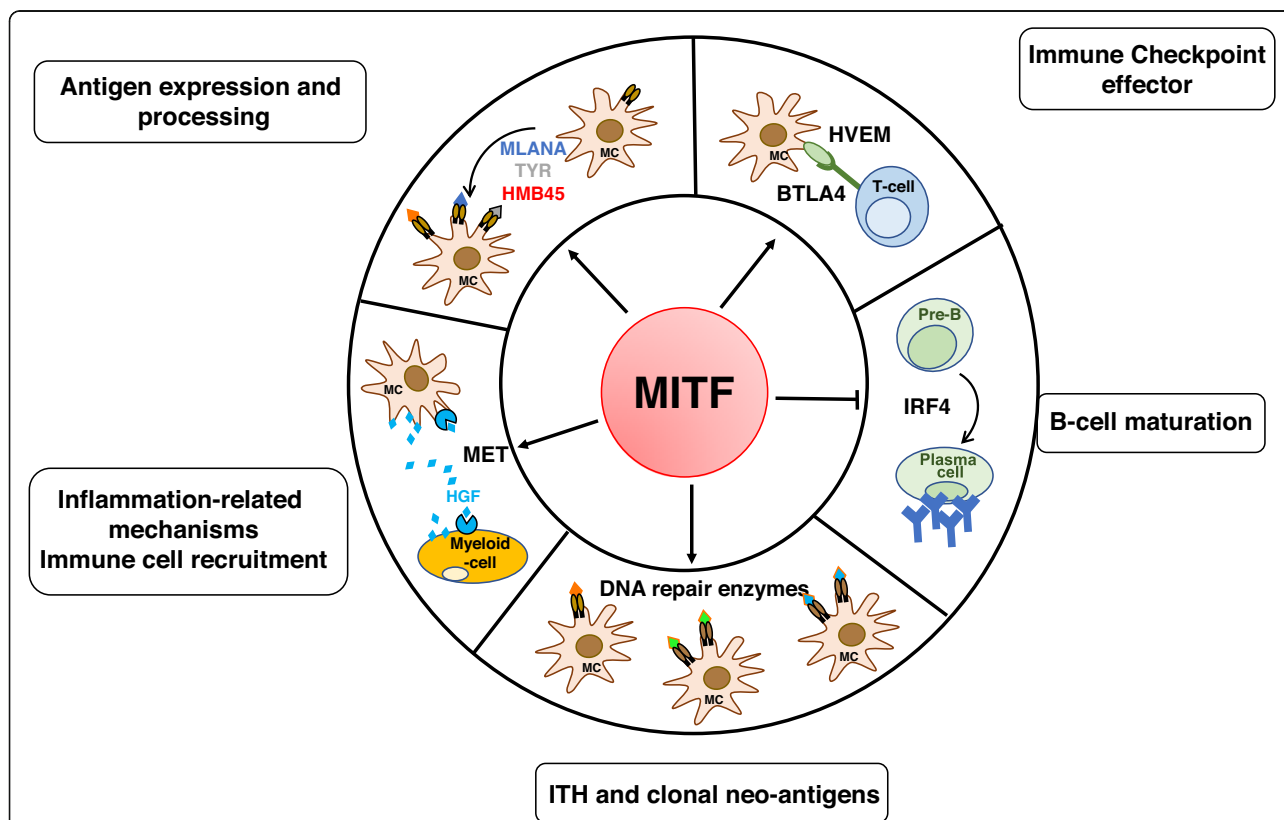 Antigen expression and
processing
Immune Checkpoint
effector
MC
MLANA
TYR
HMB45
MC
HVEM
MC
BTLA4
T-cell
Pre-B
IRF4
Plasma
cell
B-cell maturation
MITF
MC
MET
HGF
Myeloid
-cell
Inflammation-related
mechanisms
Immune cell recruitment
DNA repair enzymes
MC
MC
MC
ITH and clonal neo-antigens